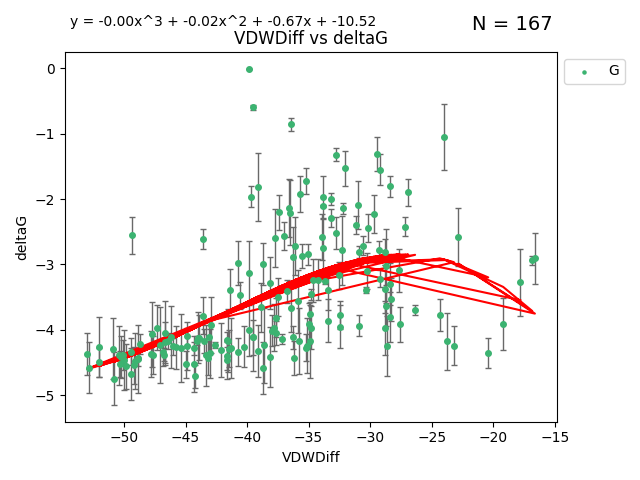 y = -0.00x^3 + -0.02x^2 + -0.67x + -10.52
N = 167
VDWDiff vs deltaG
G
0
−1
−2
−3
−4
−5
deltaG
−50
−45
−40
−35
−30
−25
−20
−15
VDWDiff